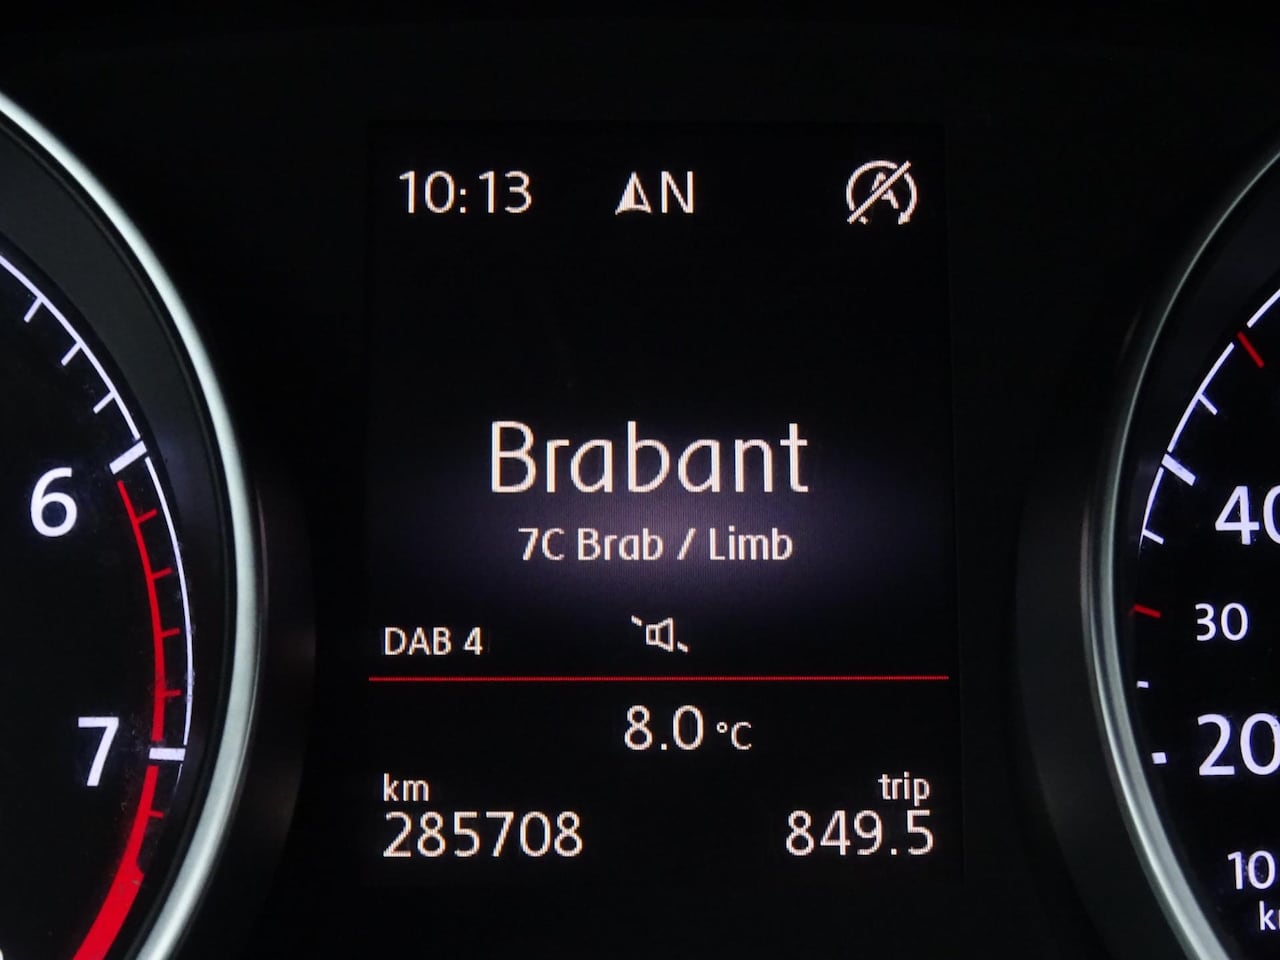 10:13 N
Brabant
7C Brab / Limb
DAB 4
8.0 °C
km trip
285708 849.5
6
7
40
30
20
10